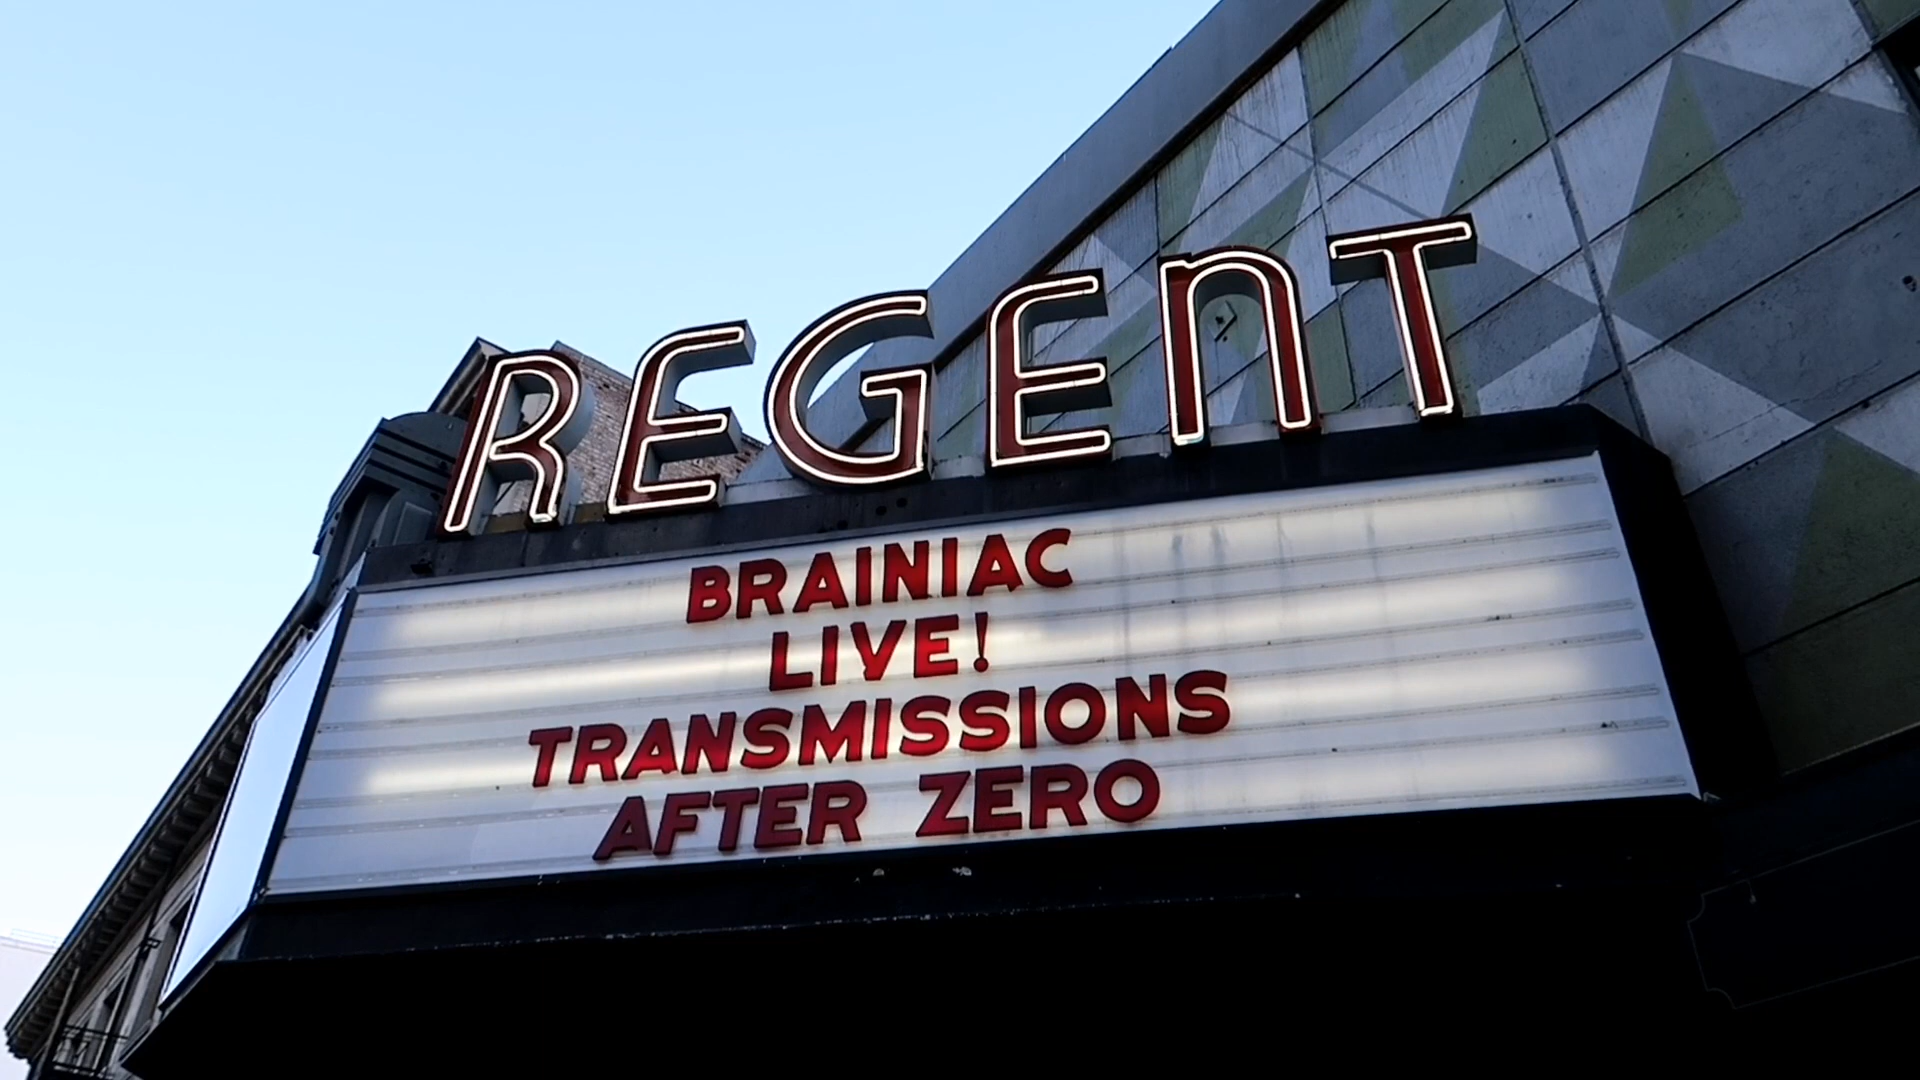 REGENT
BRAINIAC
LIVE!
TRANSMISSIONS
AFTER ZERO